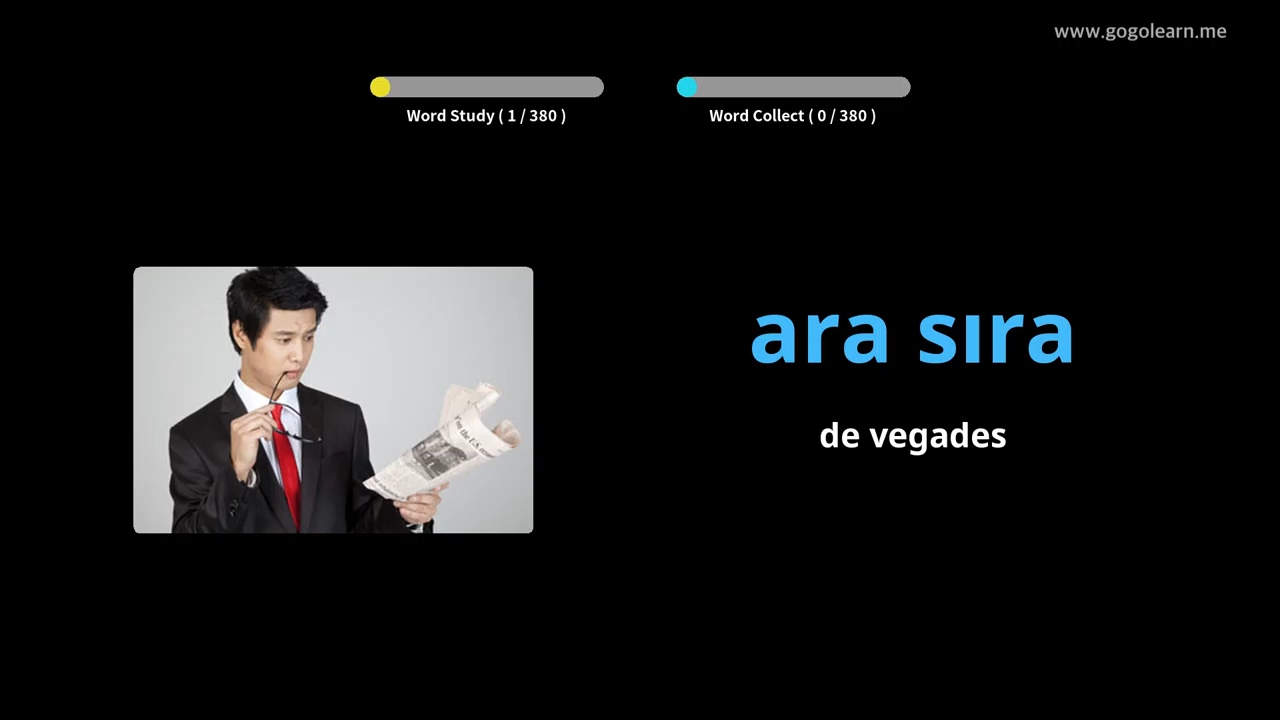 www.gogolearn.me
Word Study ( 1 / 380 )
Word Collect ( 0 / 380 )
ara sıra
de vegades